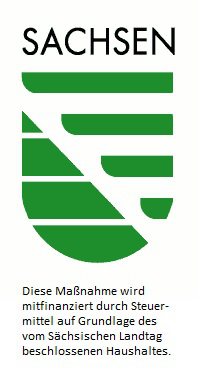 SACHSEN
Diese Maßnahme wird
mitfinanziert durch Steuer-
mittel auf Grundlage des
vom Sächsischen Landtag
beschlossenen Haushaltes.